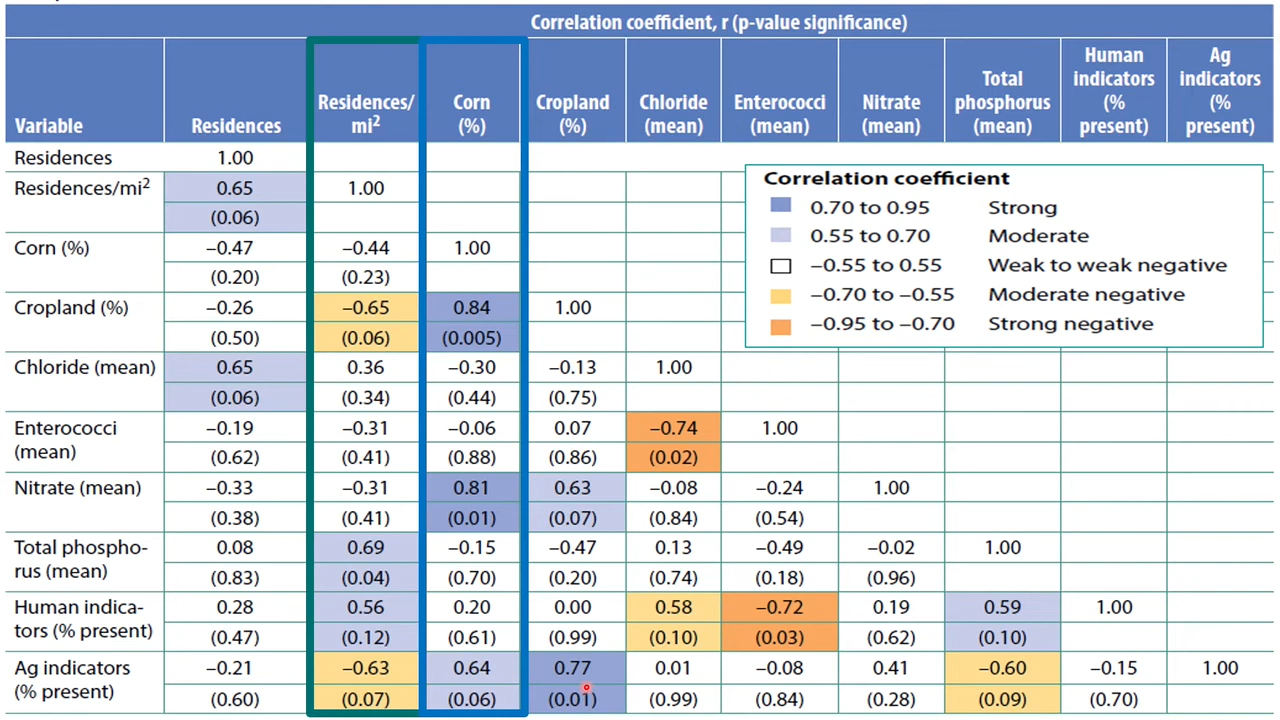 Correlation coefficient, r (p-value significance)
Variable Residences Residences/mi2 Corn (%) Cropland (%) Chloride (mean) Enterococci (mean) Nitrate (mean) Total phosphorus (mean) Human indicators (% present) Ag indicators (% present)
Residences 1.00
Residences/mi2 0.65 1.00
(0.06)
Corn (%) –0.47 –0.44 1.00
(0.20) (0.23)
Cropland (%) –0.26 –0.65 0.84 1.00
(0.50) (0.06) (0.005)
Chloride (mean) 0.65 0.36 –0.30 –0.13 1.00
(0.06) (0.34) (0.44) (0.75)
Enterococci –0.19 –0.31 –0.06 0.07 –0.74 1.00
(mean) (0.62) (0.41) (0.88) (0.86) (0.02)
Nitrate (mean) –0.33 –0.31 0.81 0.63 –0.08 –0.24 1.00
(0.38) (0.41) (0.01) (0.07) (0.84) (0.54)
Total phospho- 0.08 0.69 –0.15 –0.47 0.13 –0.49 –0.02 1.00
rus (mean) (0.83) (0.04) (0.70) (0.20) (0.74) (0.18) (0.96)
Human indica- 0.28 0.56 0.20 0.00 0.58 –0.72 0.19 0.59 1.00
tors (% present) (0.47) (0.12) (0.61) (0.99) (0.10) (0.03) (0.62) (0.10)
Ag indicators –0.21 –0.63 0.64 0.77 0.01 –0.08 0.41 –0.60 –0.15 1.00
(% present) (0.60) (0.07) (0.06) (0.01) (0.99) (0.84) (0.28) (0.09) (0.70)
Correlation coefficient
0.70 to 0.95 Strong
0.55 to 0.70 Moderate
–0.55 to 0.55 Weak to weak negative
–0.70 to –0.55 Moderate negative
–0.95 to –0.70 Strong negative